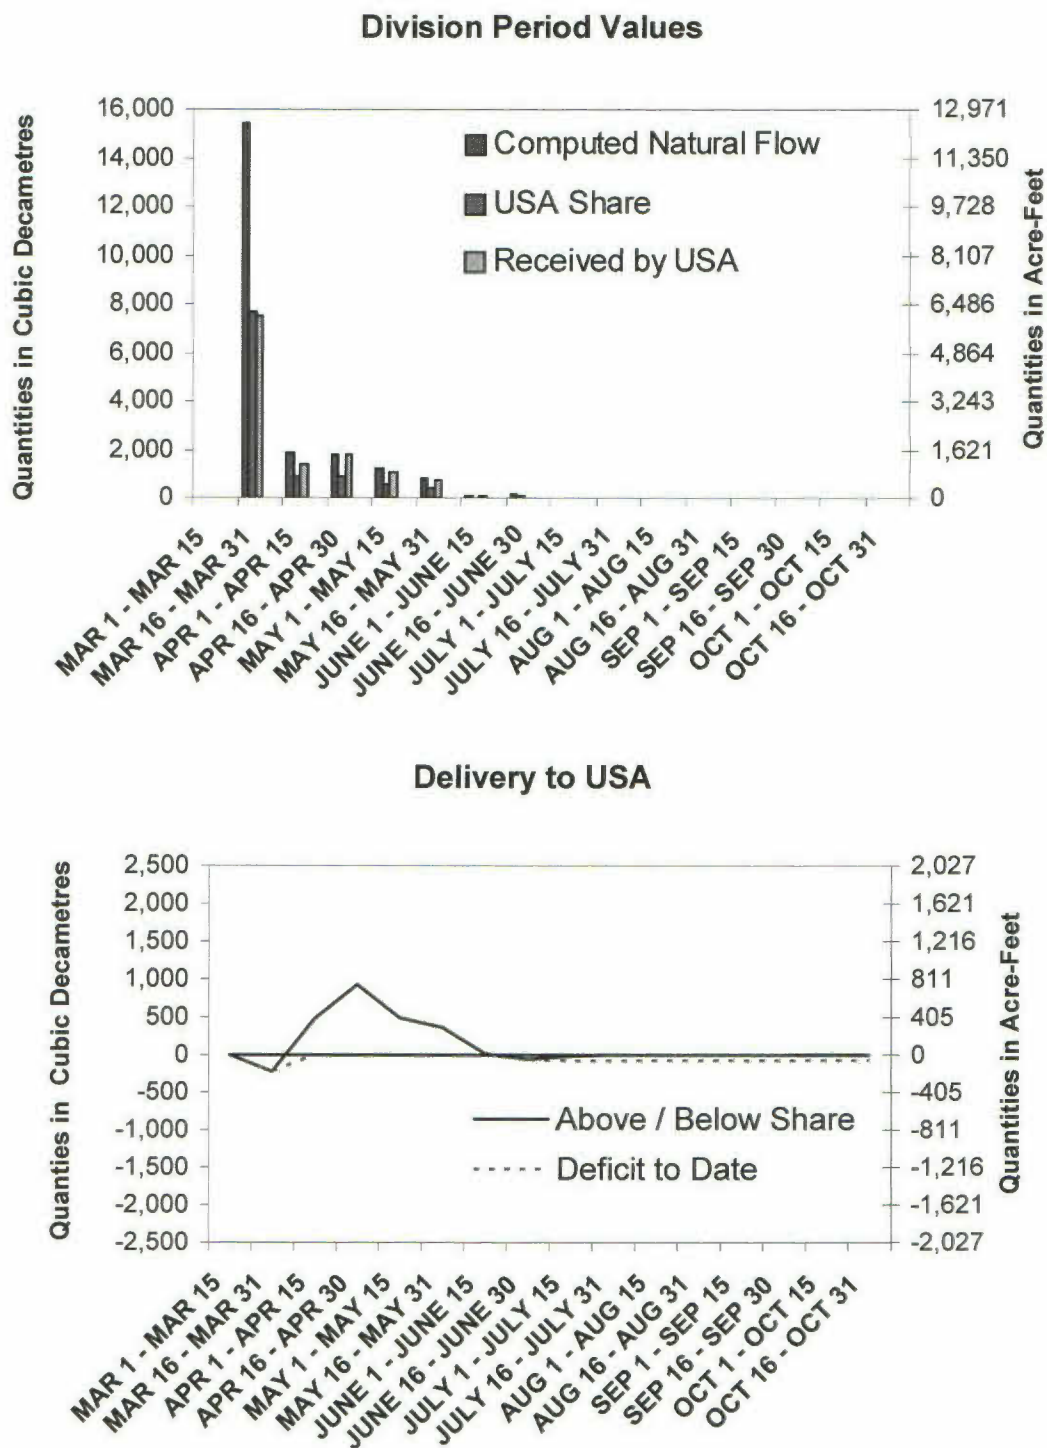 Division Period Values
Quantities in Cubic Decametres
16,000
14,000
12,000
10,000
8,000
6,000
4,000
2,000
0
Computed Natural Flow
USA Share
Received by USA
12,971
11,350
9,728
8,107
6,486
4,864
3,243
1,621
0
Quantities in Acre-Feet
MAR 1 - MAR 15
MAR 16 - MAR 31
APR 1 - APR 15
APR 16 - APR 30
MAY 1 - MAY 15
MAY 16 - MAY 31
JUNE 1 - JUNE 15
JUNE 16 - JUNE 30
JULY 1 - JULY 15
JULY 16 - JULY 31
AUG 1 - AUG 15
AUG 16 - AUG 31
SEP 1 - SEP 15
SEP 16 - SEP 30
OCT 1 - OCT 15
OCT 16 - OCT 31
Delivery to USA
Quanties in Cubic Decametres
2,500
2,000
1,500
1,000
500
0
-500
-1,000
-1,500
-2,000
-2,500
Above / Below Share
Deficit to Date
2,027
1,621
1,216
811
405
0
-405
-811
-1,216
-1,621
-2,027
Quantities in Acre-Feet
MAR 1 - MAR 15
MAR 16 - MAR 31
APR 1 - APR 15
APR 16 - APR 30
MAY 1 - MAY 15
MAY 16 - MAY 31
JUNE 1 - JUNE 15
JUNE 16 - JUNE 30
JULY 1 - JULY 15
JULY 16 - JULY 31
AUG 1 - AUG 15
AUG 16 - AUG 31
SEP 1 - SEP 15
SEP 16 - SEP 30
OCT 1 - OCT 15
OCT 16 - OCT 31